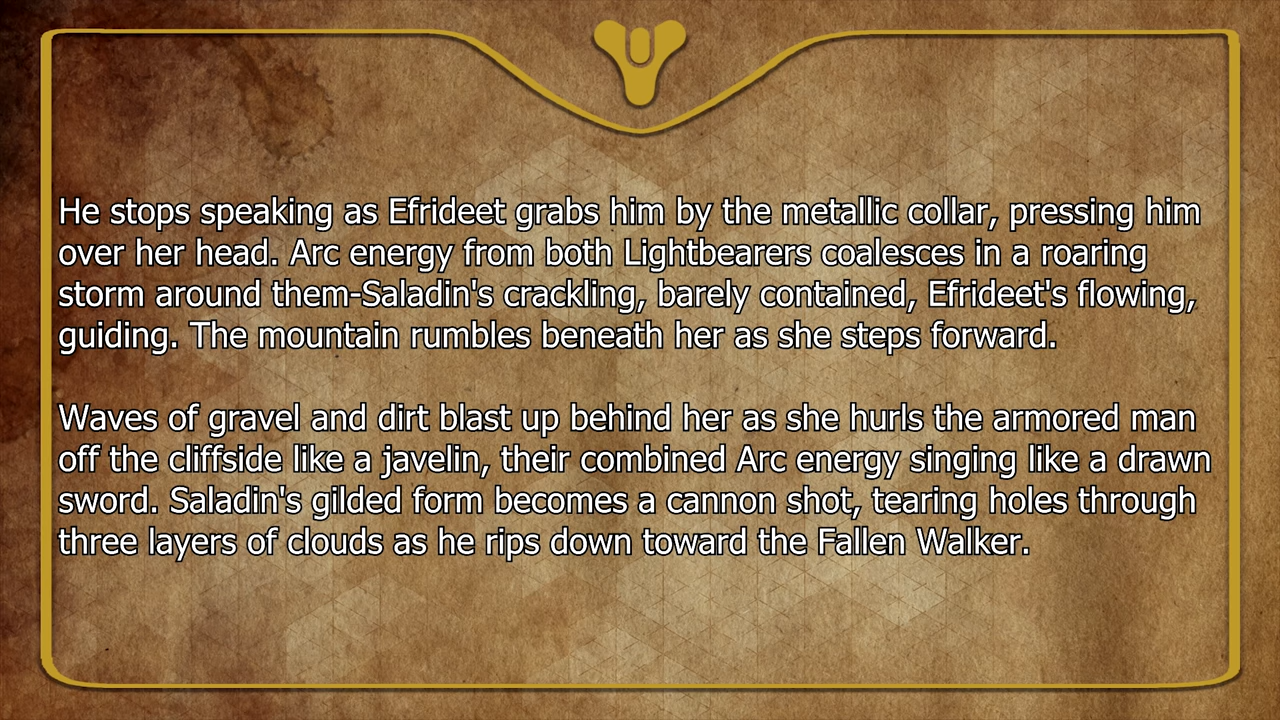 He stops speaking as Efrideet grabs him by the metallic collar, pressing him
over her head. Arc energy from both Lightbearers coalesces in a roaring
storm around them-Saladin's crackling, barely contained, Efrideet's flowing,
guiding. The mountain rumbles beneath her as she steps forward.
Waves of gravel and dirt blast up behind her as she hurls the armored man
off the cliffside like a javelin, their combined Arc energy singing like a drawn
sword. Saladin's gilded form becomes a cannon shot, tearing holes through
three layers of clouds as he rips down toward the Fallen Walker.